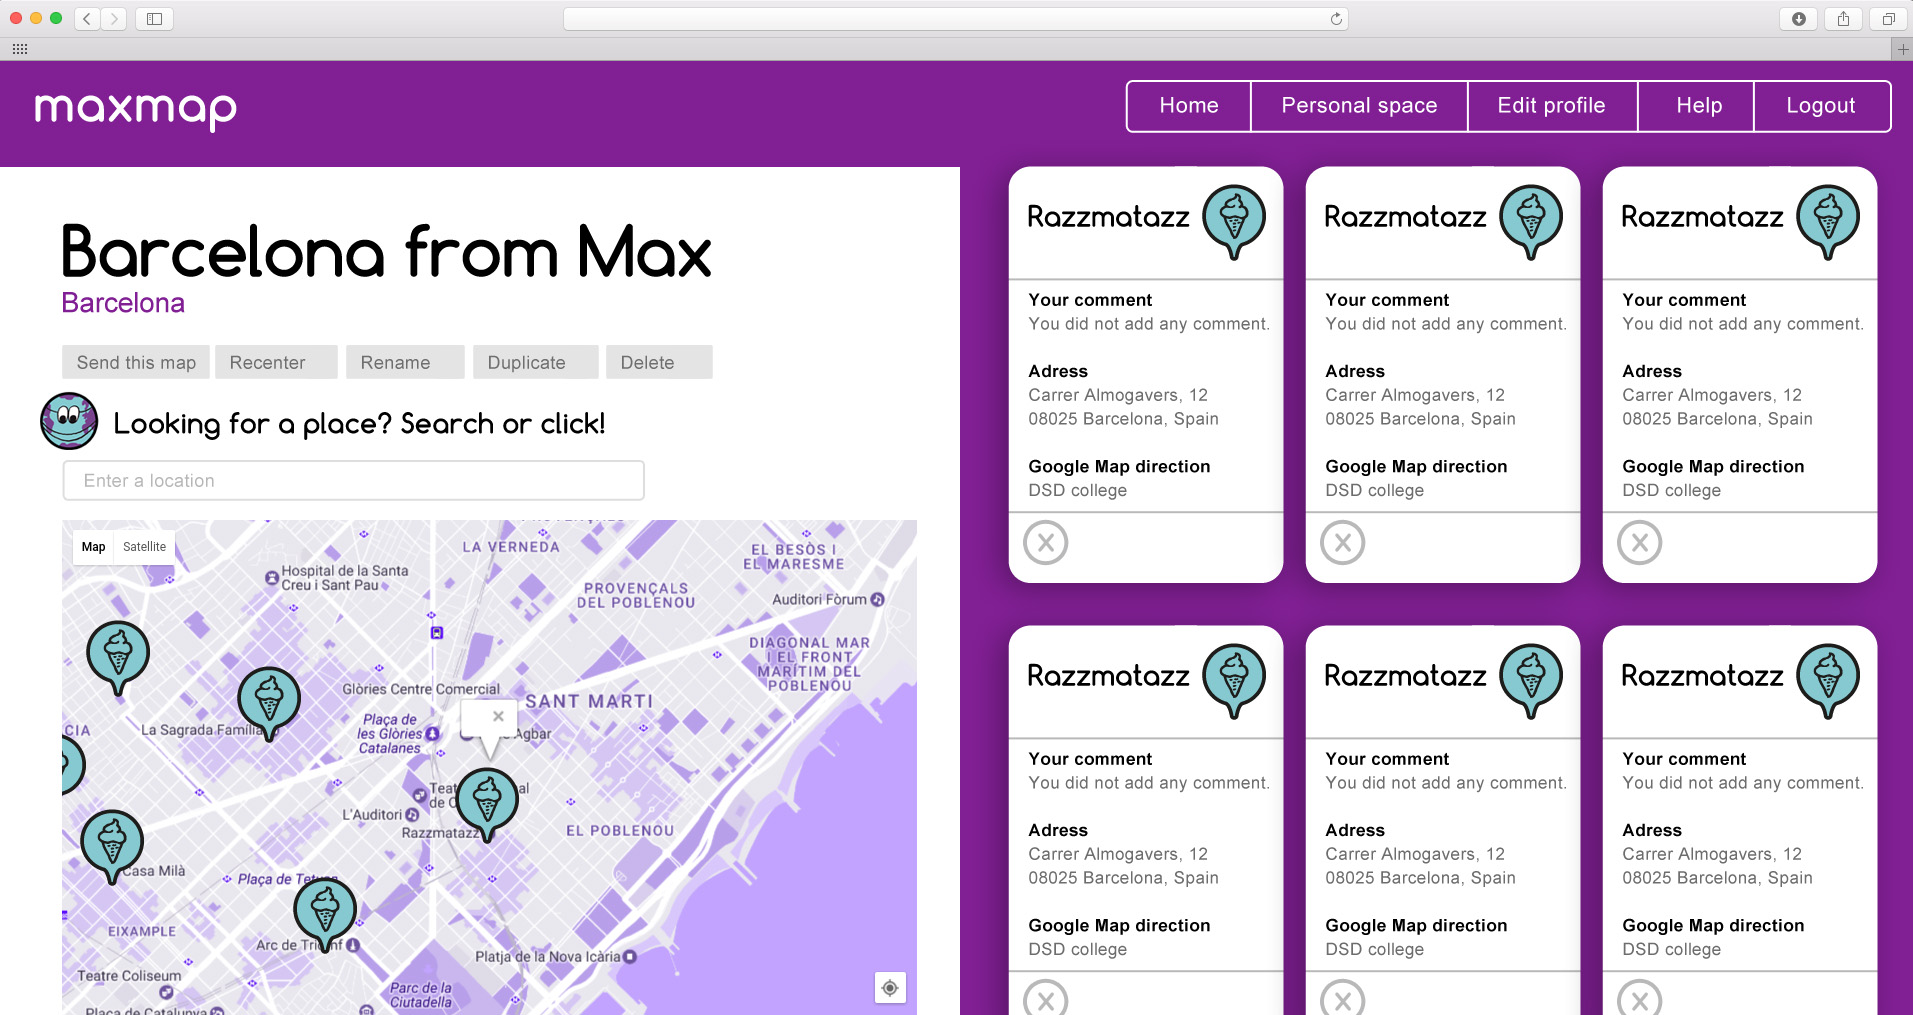 maxmap
Home
Personal space
Edit profile
Help
Logout
Barcelona from Max
Barcelona
Send this map
Recenter
Rename
Duplicate
Delete
Looking for a place? Search or click!
Enter a location
Map
Satellite
PROVENÇALS
LA VERNEDA
EL BESÒS I
EL MARESME
Hospital de la Santa
Creu i Sant Pau
PROVENÇALS
DEL POBLENOU
Auditori Fòrum
DIAGONAL MAR
I EL FRONT
MARÍTIM DEL
POBLENOU
Glòries Centre Comercial
SANT MARTI
Plaça de
les Glòries
Catalanes
CIA
La Sagrada Família
Agbar
L'Auditori
Razzmatazz
EL POBLENOU
Casa Milà
Plaça de Tetuan
EIXAMPLE
Arc de Triomf
Platja de la Nova Icària
Teatre Coliseum
Parc de la
Ciutadella
Plaça de Catalunya
Razzmatazz
Your comment
You did not add any comment.
Adress
Carrer Almogavers, 12
08025 Barcelona, Spain
Google Map direction
DSD college
X
Razzmatazz
Your comment
You did not add any comment.
Adress
Carrer Almogavers, 12
08025 Barcelona, Spain
Google Map direction
DSD college
X
Razzmatazz
Your comment
You did not add any comment.
Adress
Carrer Almogavers, 12
08025 Barcelona, Spain
Google Map direction
DSD college
X
Razzmatazz
Your comment
You did not add any comment.
Adress
Carrer Almogavers, 12
08025 Barcelona, Spain
Google Map direction
DSD college
X
Razzmatazz
Your comment
You did not add any comment.
Adress
Carrer Almogavers, 12
08025 Barcelona, Spain
Google Map direction
DSD college
X
Razzmatazz
Your comment
You did not add any comment.
Adress
Carrer Almogavers, 12
08025 Barcelona, Spain
Google Map direction
DSD college
X